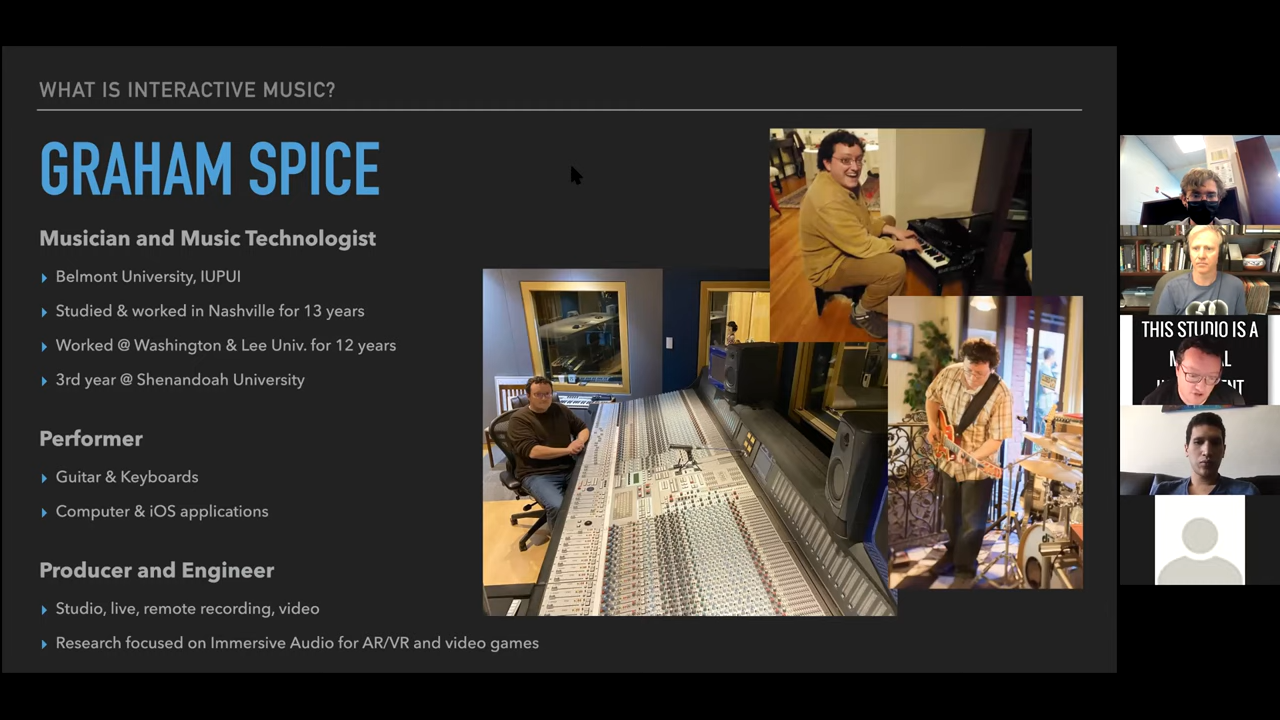 WHAT IS INTERACTIVE MUSIC?
GRAHAM SPICE
Musician and Music Technologist
Belmont University, IUPUI
Studied & worked in Nashville for 13 years
Worked @ Washington & Lee Univ. for 12 years
3rd year @ Shenandoah University
Performer
Guitar & Keyboards
Computer & iOS applications
Producer and Engineer
Studio, live, remote recording, video
Research focused on Immersive Audio for AR/VR and video games
THIS STUDIO IS A